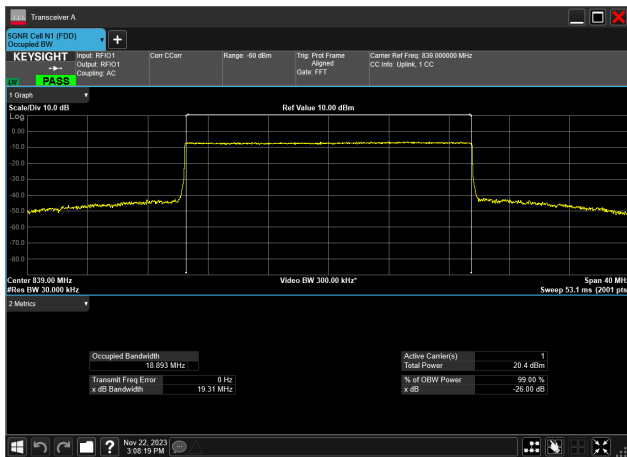 Transceiver A
5GNR Cell N1 (FDD)
Occupied BW
KEYSIGHT
Input: RFIO1
Output: RFIO1
Coupling: AC
Corr CCorr
Range: -60 dBm
Trig: Prot Frame
Aligned
Gate: FFT
Carrier Ref Freq: 839.000000 MHz
CC Info: Uplink, 1 CC
PASS
1 Graph
Scale/Div 10.0 dB
Ref Value 10.00 dBm
Log
0.00
-10.0
-20.0
-30.0
-40.0
-50.0
-60.0
-70.0
-80.0
Center 839.00 MHz
Video BW 300.00 kHz*
Span 40 MHz
#Res BW 30.000 kHz
Sweep 53.1 ms (2001 pts
2 Metrics
Occupied Bandwidth
18.893 MHz
Transmit Freq Error 0 Hz
x dB Bandwidth 19.31 MHz
Active Carrier(s) 1
Total Power 20.4 dBm
% of OBW Power 99.00 %
x dB -26.00 dB
?
Nov 22, 2023
3:08:19 PM